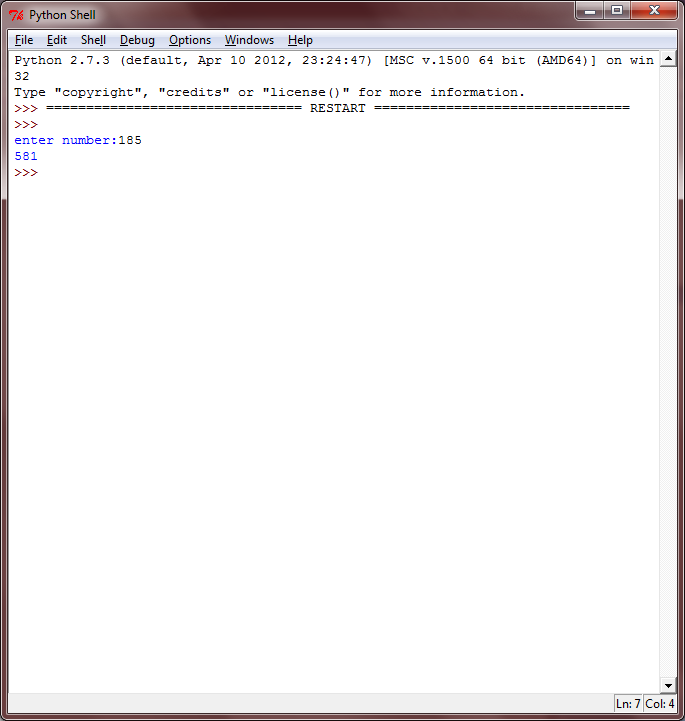 Python Shell
File Edit Shell Debug Options Windows Help
Python 2.7.3 (default, Apr 10 2012, 23:24:47) [MSC v.1500 64 bit (AMD64)] on win
32
Type "copyright", "credits" or "license()" for more information.
>>> ================================ RESTART ================================
>>>
enter number:185
581
>>>
Ln: 7 Col: 4